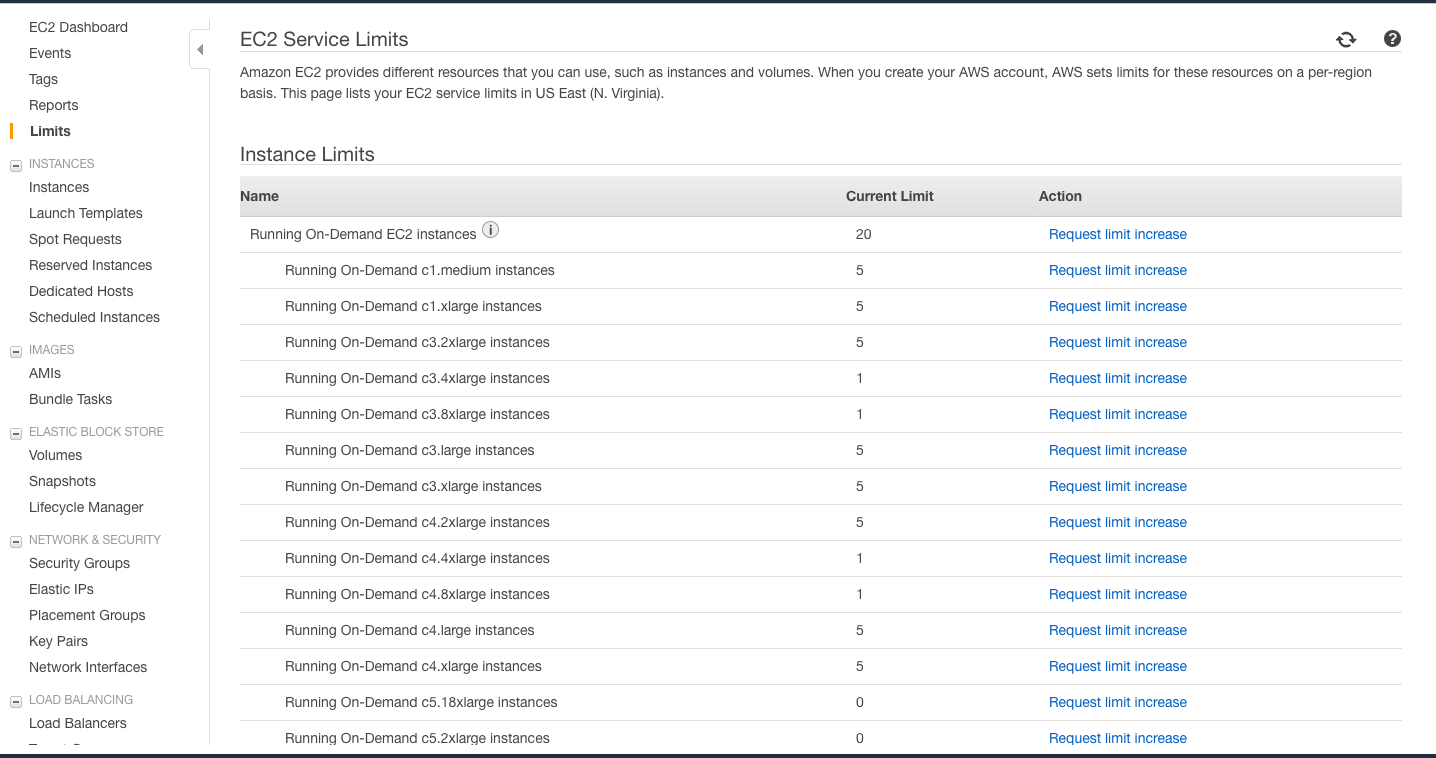 EC2 Dashboard
Events
Tags
Reports
Limits
INSTANCES
Instances
Launch Templates
Spot Requests
Reserved Instances
Dedicated Hosts
Scheduled Instances
IMAGES
AMIs
Bundle Tasks
ELASTIC BLOCK STORE
Volumes
Snapshots
Lifecycle Manager
NETWORK & SECURITY
Security Groups
Elastic IPs
Placement Groups
Key Pairs
Network Interfaces
LOAD BALANCING
Load Balancers
EC2 Service Limits
Amazon EC2 provides different resources that you can use, such as instances and volumes. When you create your AWS account, AWS sets limits for these resources on a per-region
basis. This page lists your EC2 service limits in US East (N. Virginia).
Instance Limits
Name Current Limit Action
Running On-Demand EC2 instances 20 Request limit increase
Running On-Demand c1.medium instances 5 Request limit increase
Running On-Demand c1.xlarge instances 5 Request limit increase
Running On-Demand c3.2xlarge instances 5 Request limit increase
Running On-Demand c3.4xlarge instances 1 Request limit increase
Running On-Demand c3.8xlarge instances 1 Request limit increase
Running On-Demand c3.large instances 5 Request limit increase
Running On-Demand c3.xlarge instances 5 Request limit increase
Running On-Demand c4.2xlarge instances 5 Request limit increase
Running On-Demand c4.4xlarge instances 1 Request limit increase
Running On-Demand c4.8xlarge instances 1 Request limit increase
Running On-Demand c4.large instances 5 Request limit increase
Running On-Demand c4.xlarge instances 5 Request limit increase
Running On-Demand c5.18xlarge instances 0 Request limit increase
Running On-Demand c5.2xlarge instances 0 Request limit increase